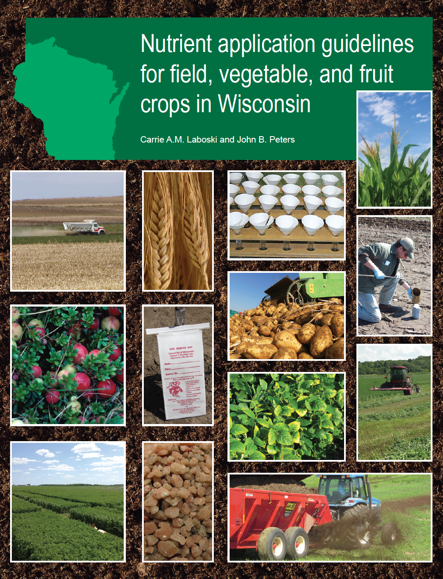 Nutrient application guidelines
for field, vegetable, and fruit
crops in Wisconsin
Carrie A.M. Laboski and John B. Peters